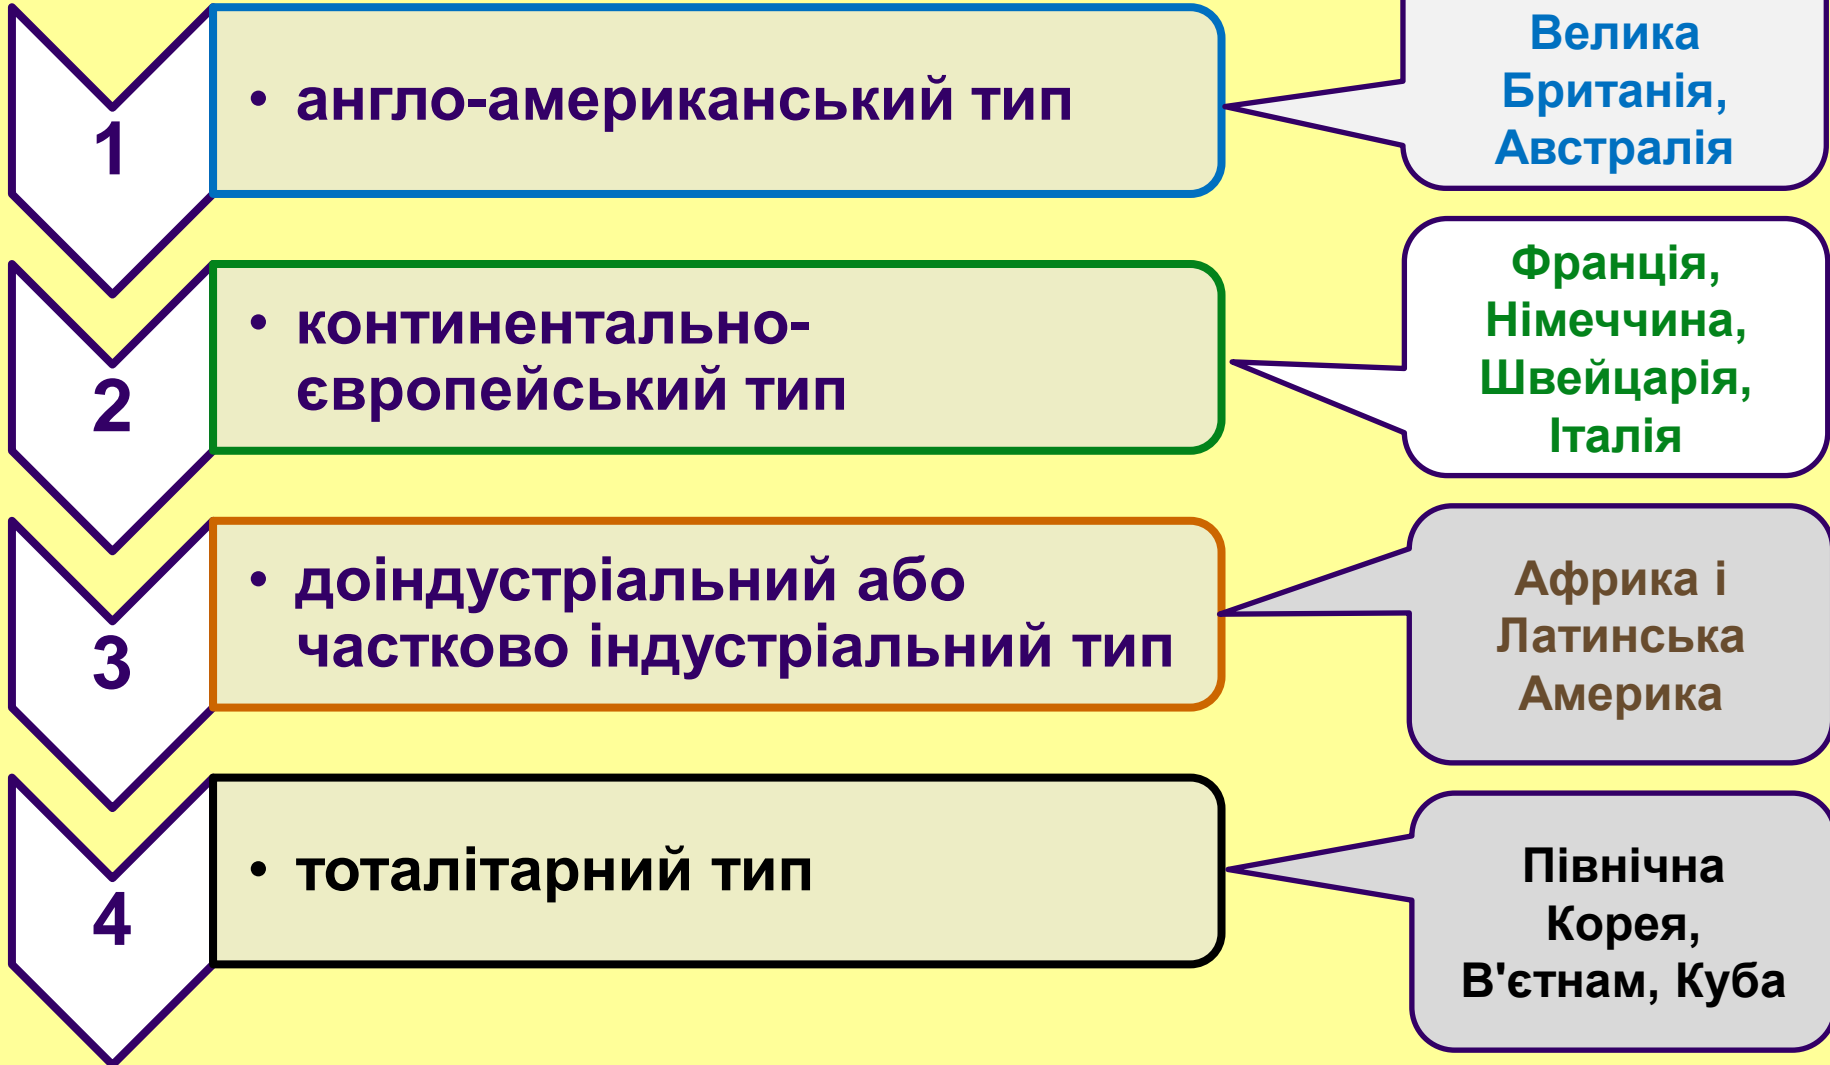 1
• англо-американський тип
Велика
Британія,
Австралія
2
• континентально-
європейський тип
Франція,
Німеччина,
Швейцарія,
Італія
3
• доіндустріальний або
частково індустріальний тип
Африка і
Латинська
Америка
4
• тоталітарний тип
Північна
Корея,
В'єтнам, Куба